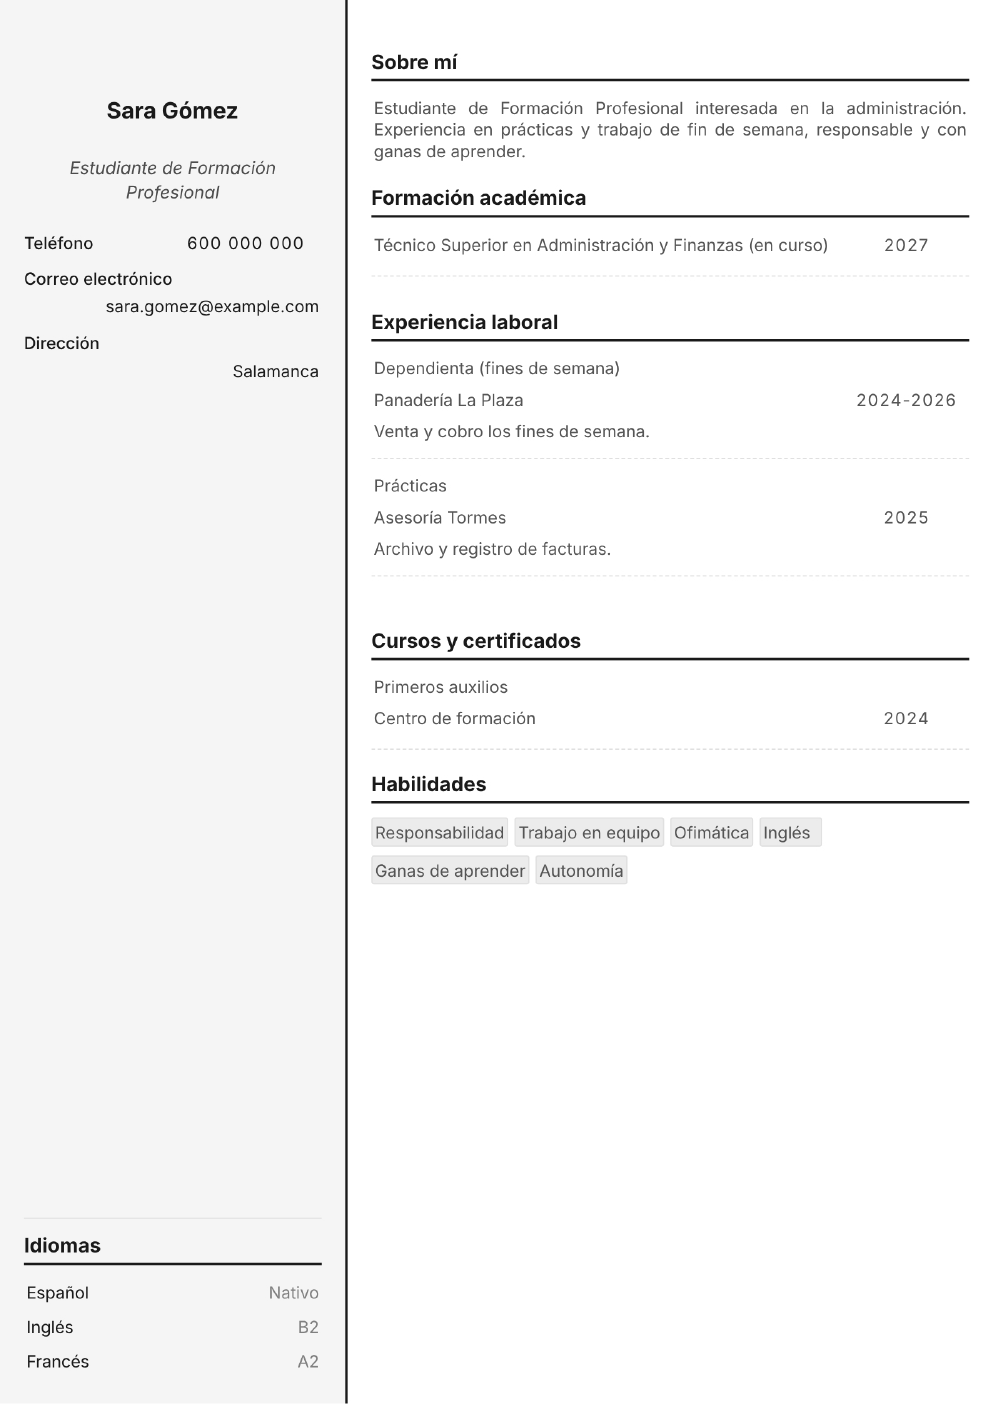 Sara Gómez
Estudiante de Formación
Profesional
Teléfono 600 000 000
Correo electrónico
sara.gomez@example.com
Dirección
Salamanca
Idiomas
Español Nativo
Inglés B2
Francés A2
Sobre mí
Estudiante de Formación Profesional interesada en la administración.
Experiencia en prácticas y trabajo de fin de semana, responsable y con
ganas de aprender.
Formación académica
Técnico Superior en Administración y Finanzas (en curso) 2027
Experiencia laboral
Dependienta (fines de semana)
Panadería La Plaza 2024-2026
Venta y cobro los fines de semana.
Prácticas
Asesoría Tormes 2025
Archivo y registro de facturas.
Cursos y certificados
Primeros auxilios
Centro de formación 2024
Habilidades
Responsabilidad Trabajo en equipo Ofimática Inglés
Ganas de aprender Autonomía